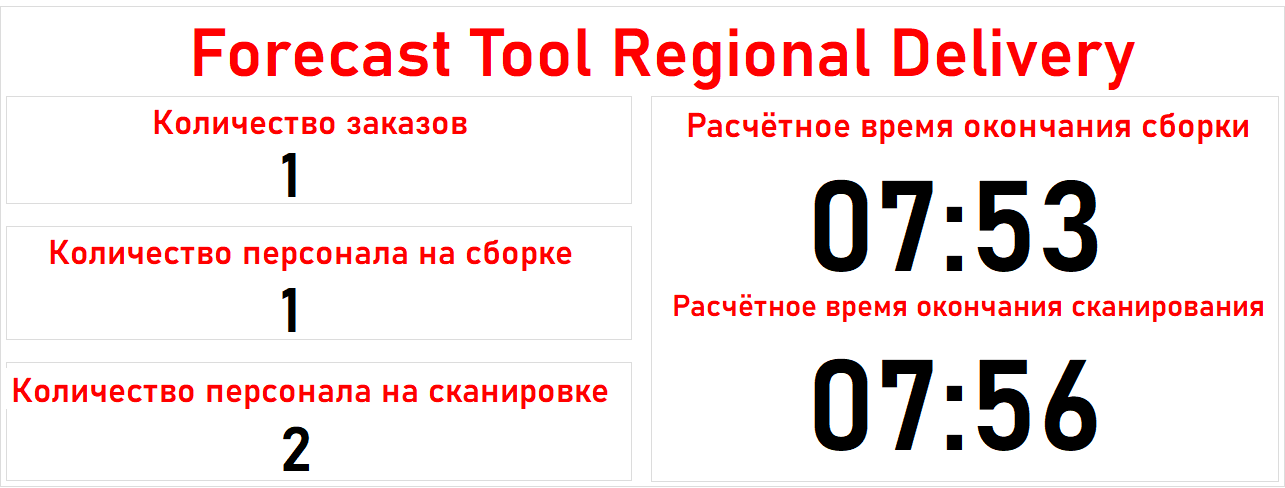 Forecast Tool Regional Delivery
Количество заказов
1
Количество персонала на сборке
1
Количество персонала на сканировке
2
Расчётное время окончания сборки
07:53
Расчётное время окончания сканирования
07:56